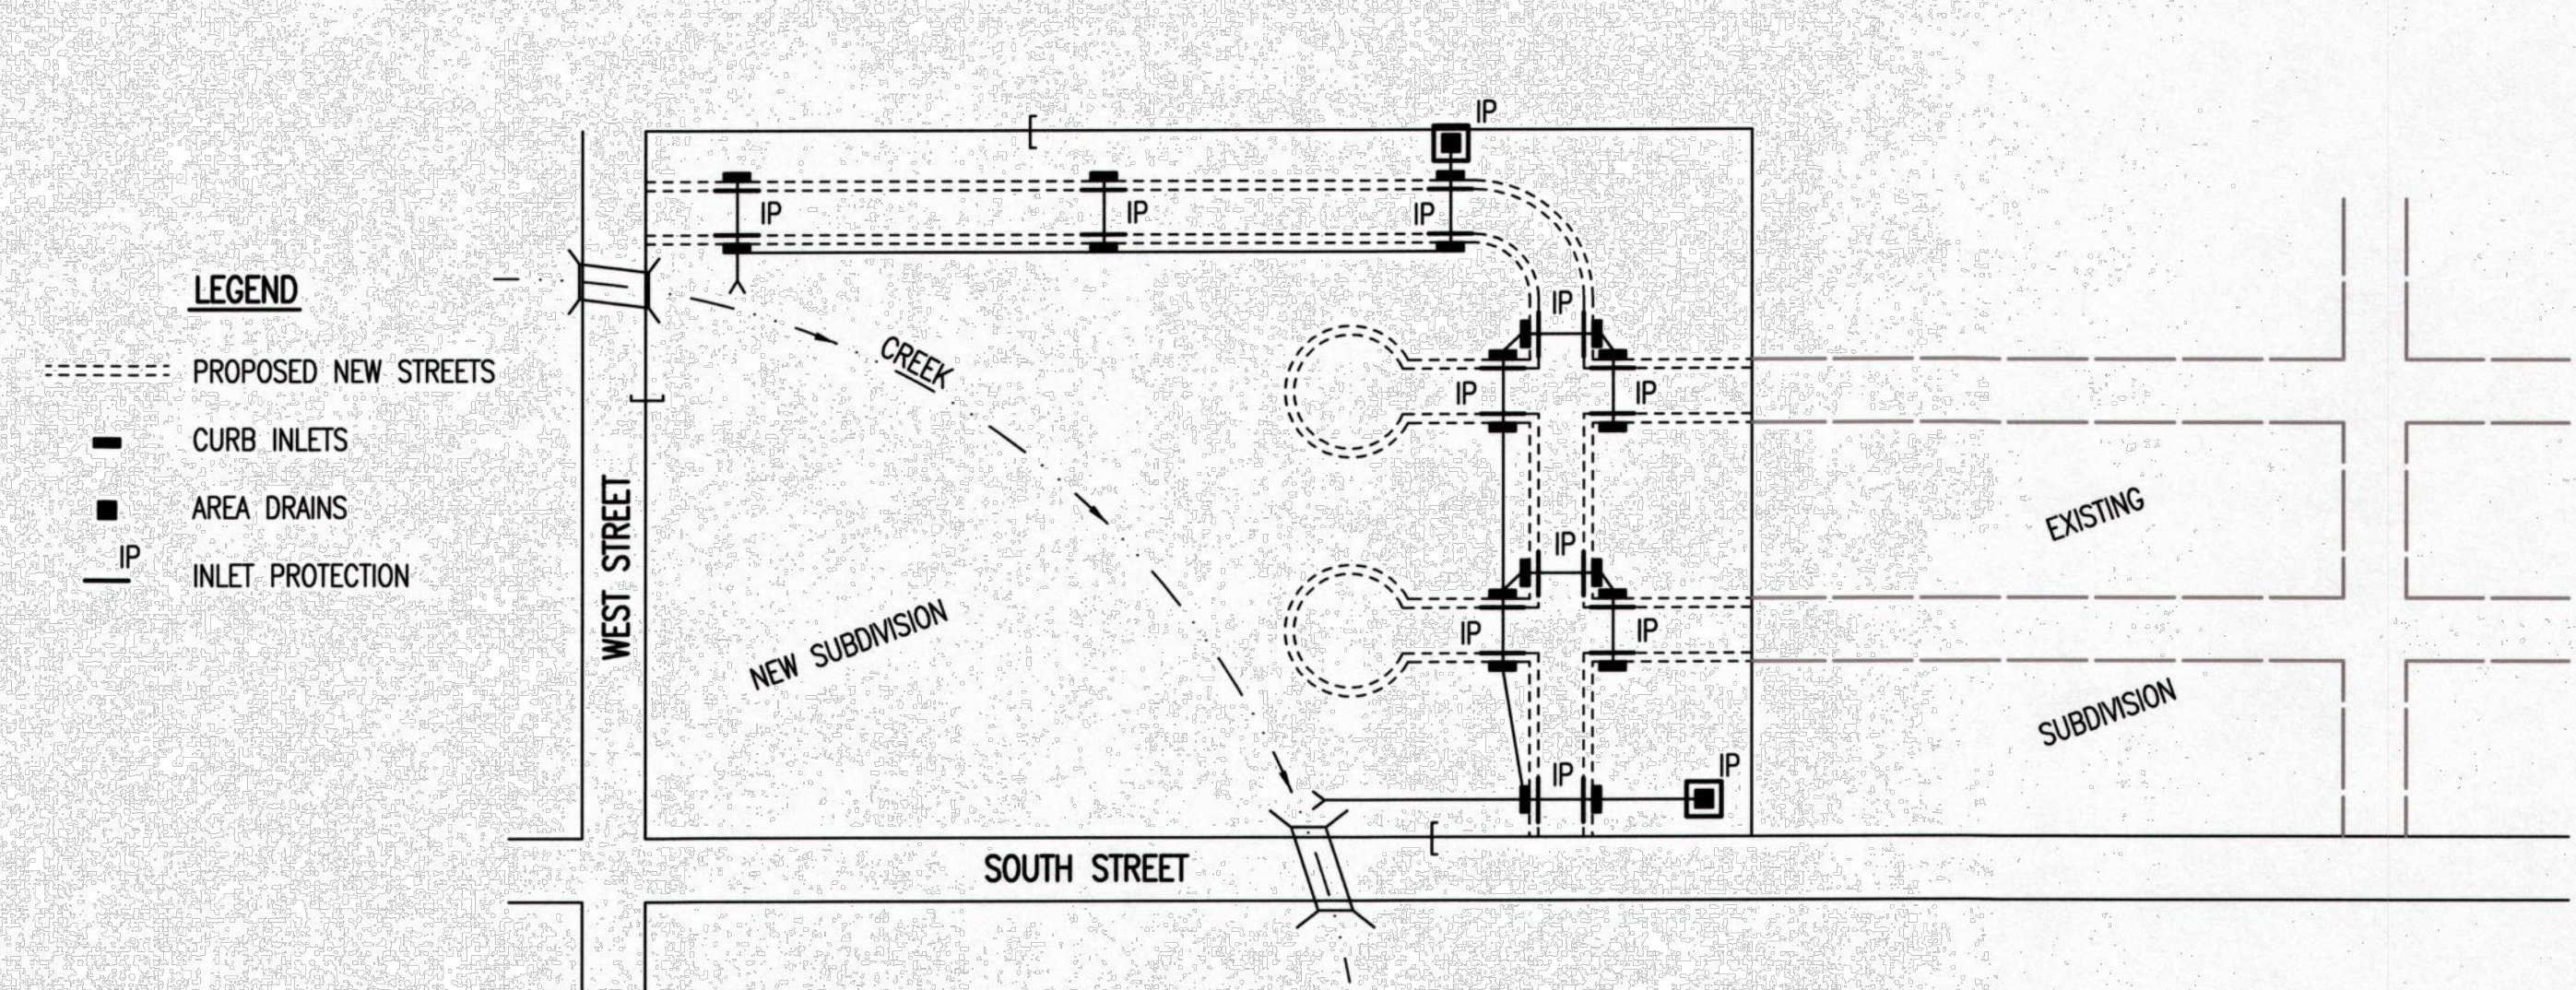 LEGEND
PROPOSED NEW STREETS
CURB INLETS
AREA DRAINS
IP
INLET PROTECTION
WEST STREET
IP
IP
IP
IP
IP
CREEK
IP
IP
IP
NEW SUBDIVISION
IP
IP
IP
IP
IP
SOUTH STREET
EXISTING
SUBDIVISION